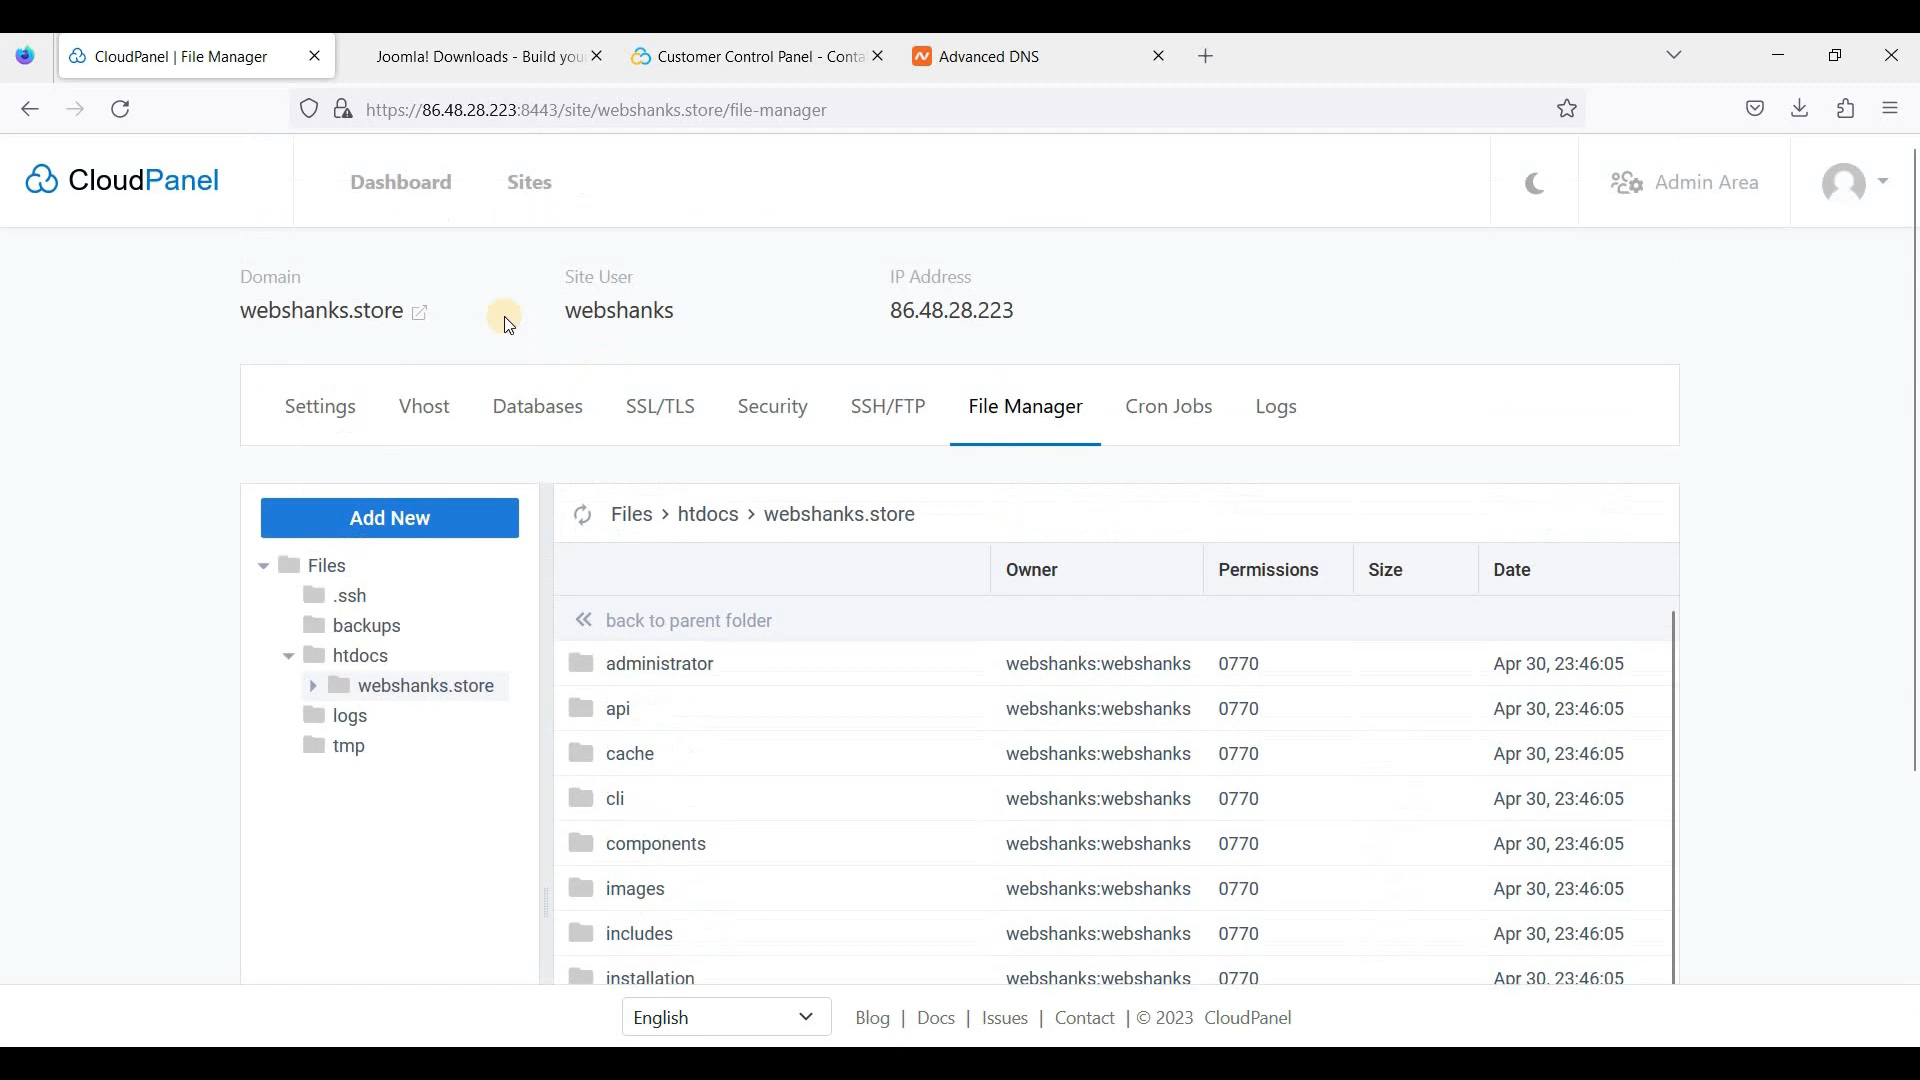 CloudPanel | File Manager
Joomla! Downloads - Build you
Customer Control Panel - Conta
Advanced DNS
https://86.48.28.223:8443/site/webshanks.store/file-manager
CloudPanel
Dashboard
Sites
Admin Area
Domain
webshanks.store
Site User
webshanks
IP Address
86.48.28.223
Settings
Vhost
Databases
SSL/TLS
Security
SSH/FTP
File Manager
Cron Jobs
Logs
Add New
Files
.ssh
backups
htdocs
webshanks.store
logs
tmp
Files > htdocs > webshanks.store
Owner Permissions Size Date
« back to parent folder
administrator webshanks:webshanks 0770 Apr 30, 23:46:05
api webshanks:webshanks 0770 Apr 30, 23:46:05
cache webshanks:webshanks 0770 Apr 30, 23:46:05
cli webshanks:webshanks 0770 Apr 30, 23:46:05
components webshanks:webshanks 0770 Apr 30, 23:46:05
images webshanks:webshanks 0770 Apr 30, 23:46:05
includes webshanks:webshanks 0770 Apr 30, 23:46:05
installation webshanks:webshanks 0770 Apr 30, 23:46:05
English
Blog | Docs | Issues | Contact | © 2023 CloudPanel